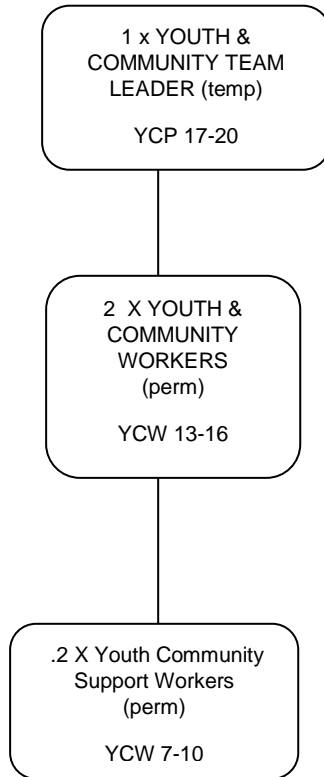 1 x YOUTH &
COMMUNITY TEAM
LEADER (temp)
YCP 17-20
2 X YOUTH &
COMMUNITY
WORKERS
(perm)
YCW 13-16
.2 X Youth Community
Support Workers
(perm)
YCW 7-10